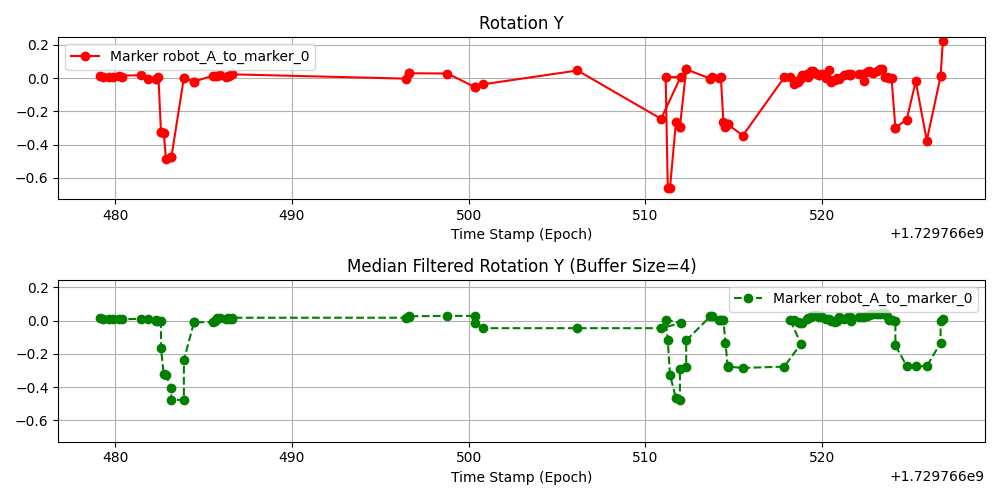 Rotation Y
Marker robot_A_to_marker_0
0.2
0.0
−0.2
−0.4
−0.6
480 490 500 510 520
Time Stamp (Epoch)
+1.729766e9
Median Filtered Rotation Y (Buffer Size=4)
Marker robot_A_to_marker_0
0.2
0.0
−0.2
−0.4
−0.6
480 490 500 510 520
Time Stamp (Epoch)
+1.729766e9